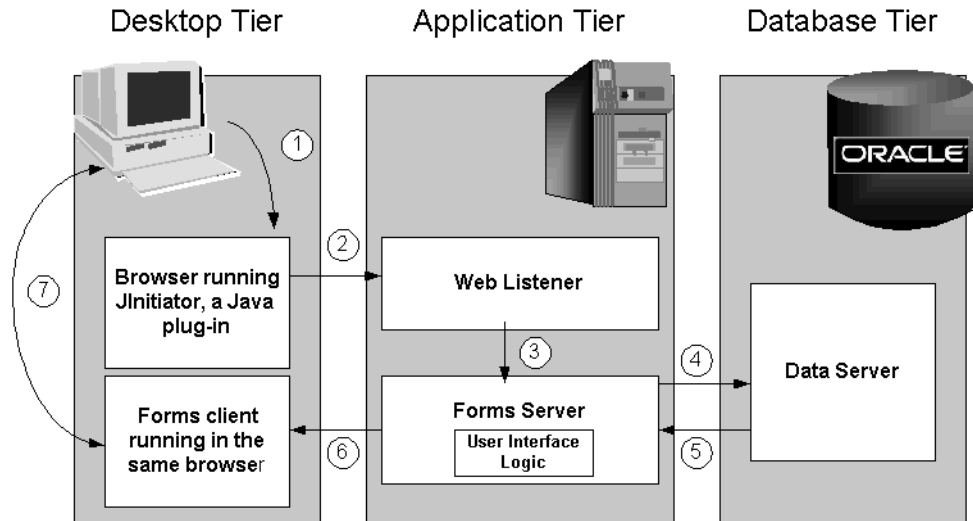 Desktop Tier
Application Tier
Database Tier
ORACLE
1
2
Browser running
JInitiator, a Java
plug-in
Web Listener
7
3
4
Data Server
Forms client
running in the
same browser
6
Forms Server
User Interface
Logic
5